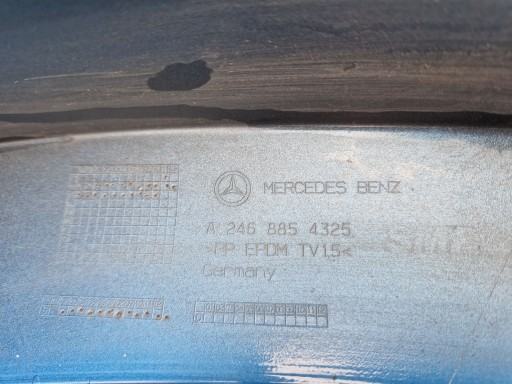 MERCEDES BENZ
A 246 885 4325
>PP EPDM TV15<
Germany